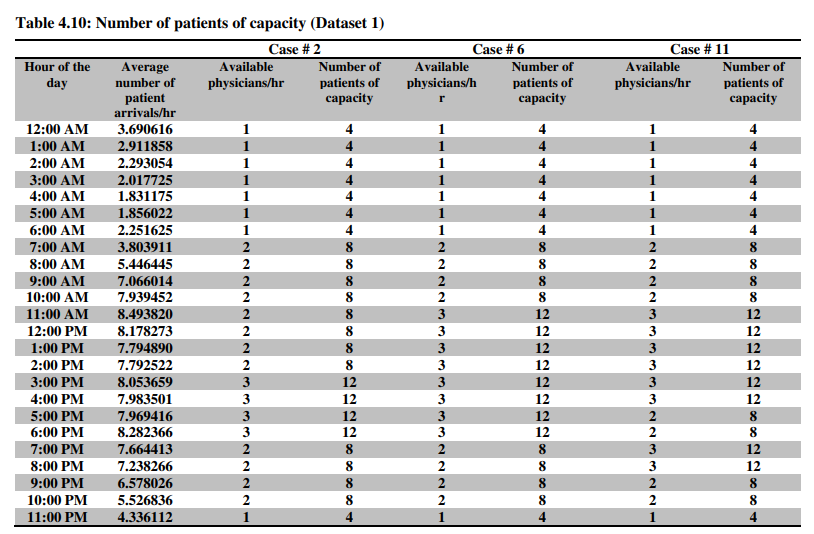 Table 4.10: Number of patients of capacity (Dataset 1)
Case # 2 Case # 6 Case # 11
Hour of the Average Available Number of Available Number of Available Number of
day number of physicians/hr patients of physicians/h patients of physicians/hr patients of
patient capacity r capacity capacity
arrivals/hr
12:00 AM 3.690616 1 4 1 4 1 4
1:00 AM 2.911858 1 4 1 4 1 4
2:00 AM 2.293054 1 4 1 4 1 4
3:00 AM 2.017725 1 4 1 4 1 4
4:00 AM 1.831175 1 4 1 4 1 4
5:00 AM 1.856022 1 4 1 4 1 4
6:00 AM 2.251625 1 4 1 4 1 4
7:00 AM 3.803911 2 8 2 8 2 8
8:00 AM 5.446445 2 8 2 8 2 8
9:00 AM 7.066014 2 8 2 8 2 8
10:00 AM 7.939452 2 8 2 8 2 8
11:00 AM 8.493820 2 8 3 12 3 12
12:00 PM 8.178273 2 8 3 12 3 12
1:00 PM 7.794890 2 8 3 12 3 12
2:00 PM 7.792522 2 8 3 12 3 12
3:00 PM 8.053659 3 12 3 12 3 12
4:00 PM 7.983501 3 12 3 12 3 12
5:00 PM 7.969416 3 12 3 12 2 8
6:00 PM 8.282366 3 12 3 12 2 8
7:00 PM 7.664413 2 8 2 8 3 12
8:00 PM 7.238266 2 8 2 8 3 12
9:00 PM 6.578026 2 8 2 8 2 8
10:00 PM 5.526836 2 8 2 8 2 8
11:00 PM 4.336112 1 4 1 4 1 4